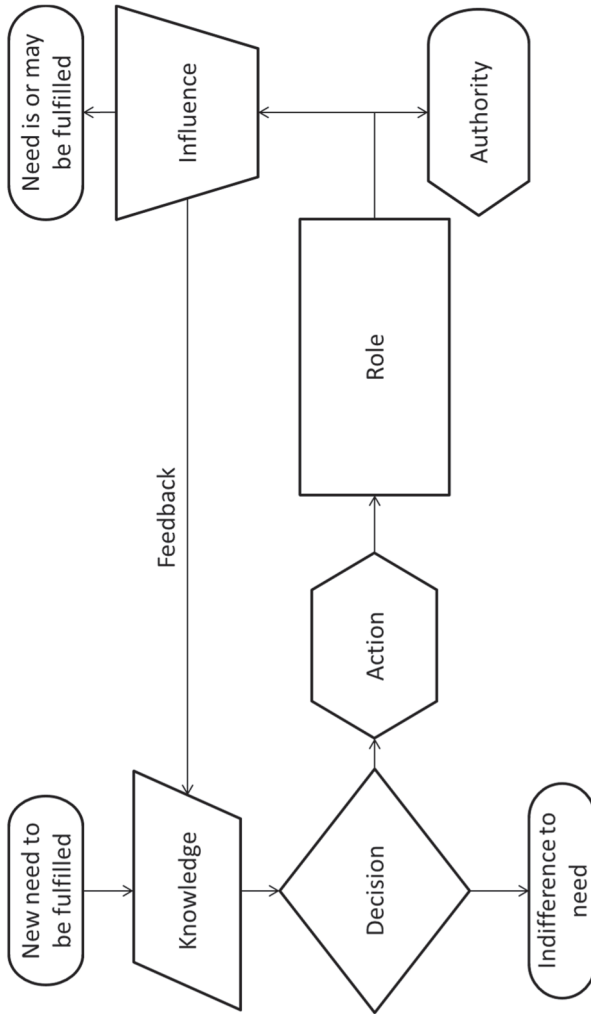 New need to
be fulfilled
Knowledge
Decision
Indifference to
need
Action
Feedback
Role
Need is or may
be fulfilled
Influence
Authority